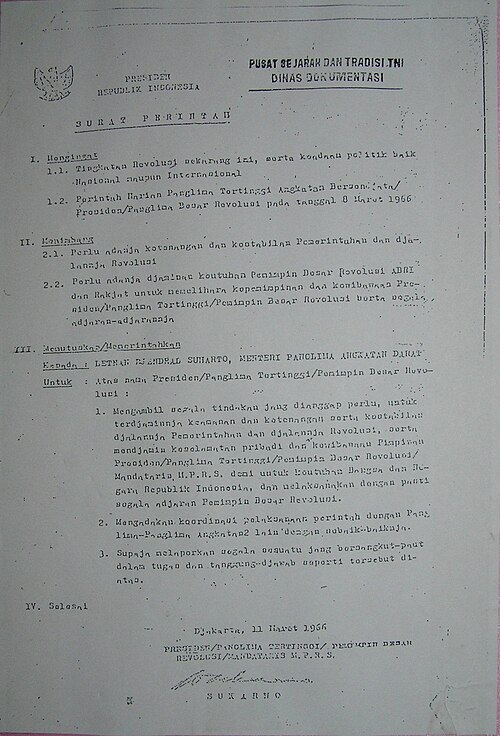 PUSAT SEJARAH DAN TRADISI TNI
DINAS DOKUMENTASI
PRESIDEN
REPUBLIK INDONESIA
SURAT PERINTAH
I. Mengingat
1.1. Tingkatan Revolusi sekarang ini, serta keadaan politik baik
Nasional maupun Internasional
1.2. Perintah Harian Panglima Tertinggi Angkatan Bersendjata/
Presiden/Panglima Besar Revolusi pada tanggal 8 Maret 1966
II. Menimbang
2.1. Perlu adanja ketenangan dan kestabilan Pemerintahan dan dja-
lannja Revolusi
2.2. Perlu adanja djaminan keutuhan Pemimpin Besar Revolusi ABRI
dan Rakjat untuk memelihara kepemimpinan dan kewibawaan Pre-
siden/Panglima Tertinggi/Pemimpin Besar Revolusi serta segala
adjaran-adjarannja
III. Memutuskan/Memerintahkan
Kepada : LETNAN DJENDRAL SUHARTO, MENTERI PANGLIMA ANGKATAN DARAT
Untuk : Atas nama Presiden/Panglima Tertinggi/Pemimpin Besar Revo-
lusi :
1. Mengambil segala tindakan jang dianggap perlu, untuk
terdjaminnja keamanan dan ketenangan serta kestabilan
djalannja Pemerintahan dan djalannja Revolusi, serta
mendjamin keselamatan pribadi dan kewibawaan Pimpinan
Presiden/Panglima Tertinggi/Pemimpin Besar Revolusi/
Mandataris M.P.R.S. demi untuk keutuhan Bangsa dan Ne-
gara Republik Indonesia, dan melaksanakan dengan pasti
segala adjaran Pemimpin Besar Revolusi.
2. Mengadakan koordinasi pelaksanaan perintah dengan Pang
lima-Panglima Angkatan2 lain dengan sebaik-baiknja.
3. Supaja melaporkan segala sesuatu jang bersangkut-paut
dalam tugas dan tanggung-djawab seperti tersebut di-
atas.
IV. Selesai
Djakarta, 11 Maret 1966
PRESIDEN/PANGLIMA TERTINGGI/ PEMIMPIN BESAR
REVOLUSI/MANDATARIS M.P.R.S.
SUKARNO